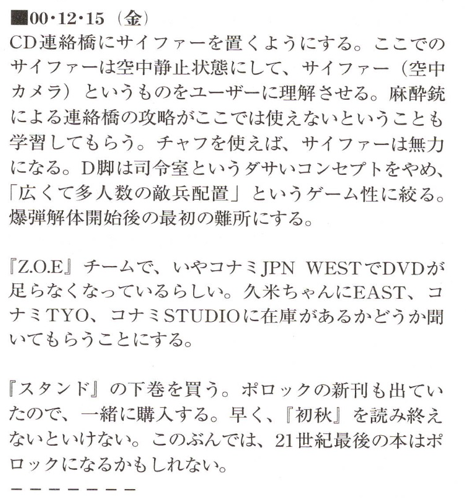 ■00・12・15（金）
CD連絡橋にサイファーを置くようにする。ここでの
サイファーは空中静止状態にして、サイファー（空中
カメラ）というものをユーザーに理解させる。麻酔銃
による連絡橋の攻略がここでは使えないということも
学習してもらう。チャフを使えば、サイファーは無力
になる。D脚は司令室というダサいコンセプトをやめ、
「広くて多人数の敵兵配置」というゲーム性に絞る。
爆弾解体開始後の最初の難所にする。
『Z.O.E』チームで、いやコナミJPN WESTでDVDが
足らなくなっているらしい。久米ちゃんにEAST、コ
ナミTYO、コナミSTUDIOに在庫があるかどうか聞
いてもらうことにする。
『スタンド』の下巻を買う。ポロックの新刊も出てい
たので、一緒に購入する。早く、『初秋』を読み終え
ないといけない。このぶんでは、21世紀最後の本はポ
ロックになるかもしれない。
－－－－－－－